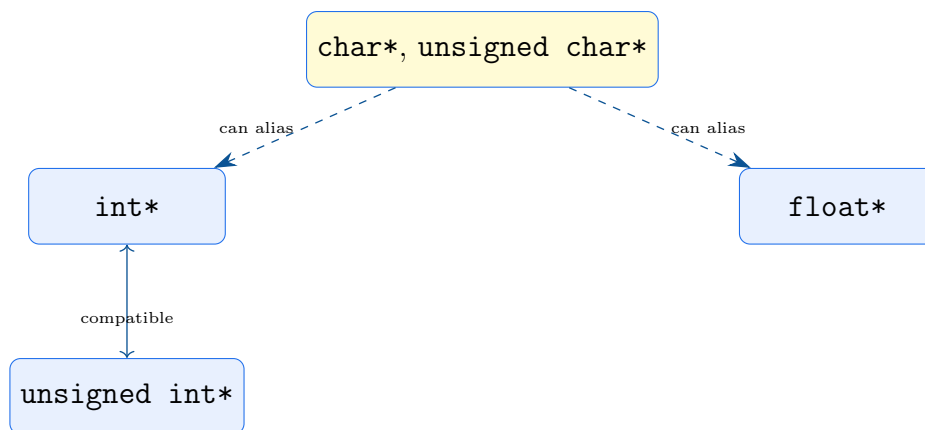 char*, unsigned char*
can alias
can alias
int*
float*
compatible
unsigned int*